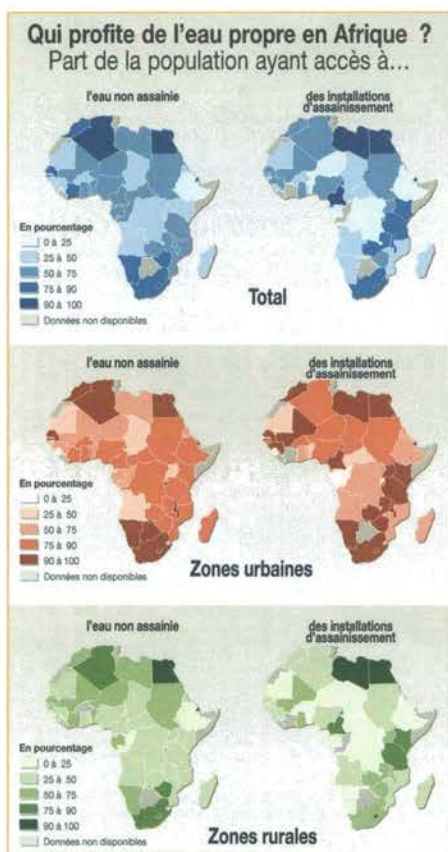 Qui profite de l'eau propre en Afrique ?
Part de la population ayant accès à...
l'eau non assainie
des installations
d'assainissement
En pourcentage
0 à 25
25 à 50
50 à 75
75 à 90
90 à 100
Données non disponibles
Total
l'eau non assainie
des installations
d'assainissement
En pourcentage
0 à 25
25 à 50
50 à 75
75 à 90
90 à 100
Données non disponibles
Zones urbaines
l'eau non assainie
des installations
d'assainissement
En pourcentage
0 à 25
25 à 50
50 à 75
75 à 90
90 à 100
Données non disponibles
Zones rurales